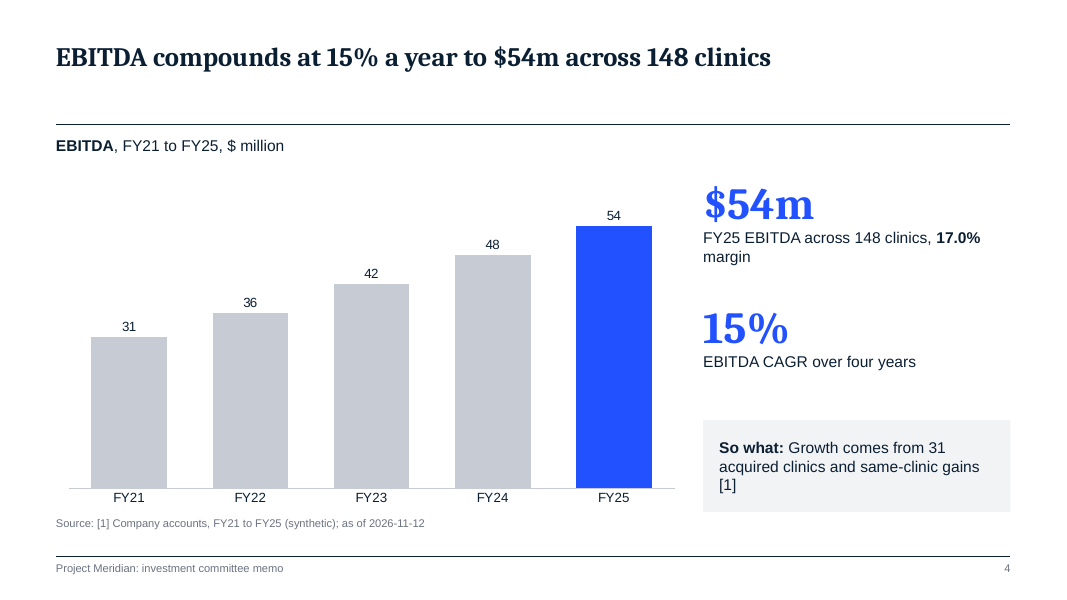 EBITDA compounds at 15% a year to $54m across 148 clinics
EBITDA, FY21 to FY25, $ million
31
36
42
48
54
FY21
FY22
FY23
FY24
FY25
$54m
FY25 EBITDA across 148 clinics, 17.0%
margin
15%
EBITDA CAGR over four years
So what: Growth comes from 31
acquired clinics and same-clinic gains
[1]
Source: [1] Company accounts, FY21 to FY25 (synthetic); as of 2026-11-12
Project Meridian: investment committee memo
4